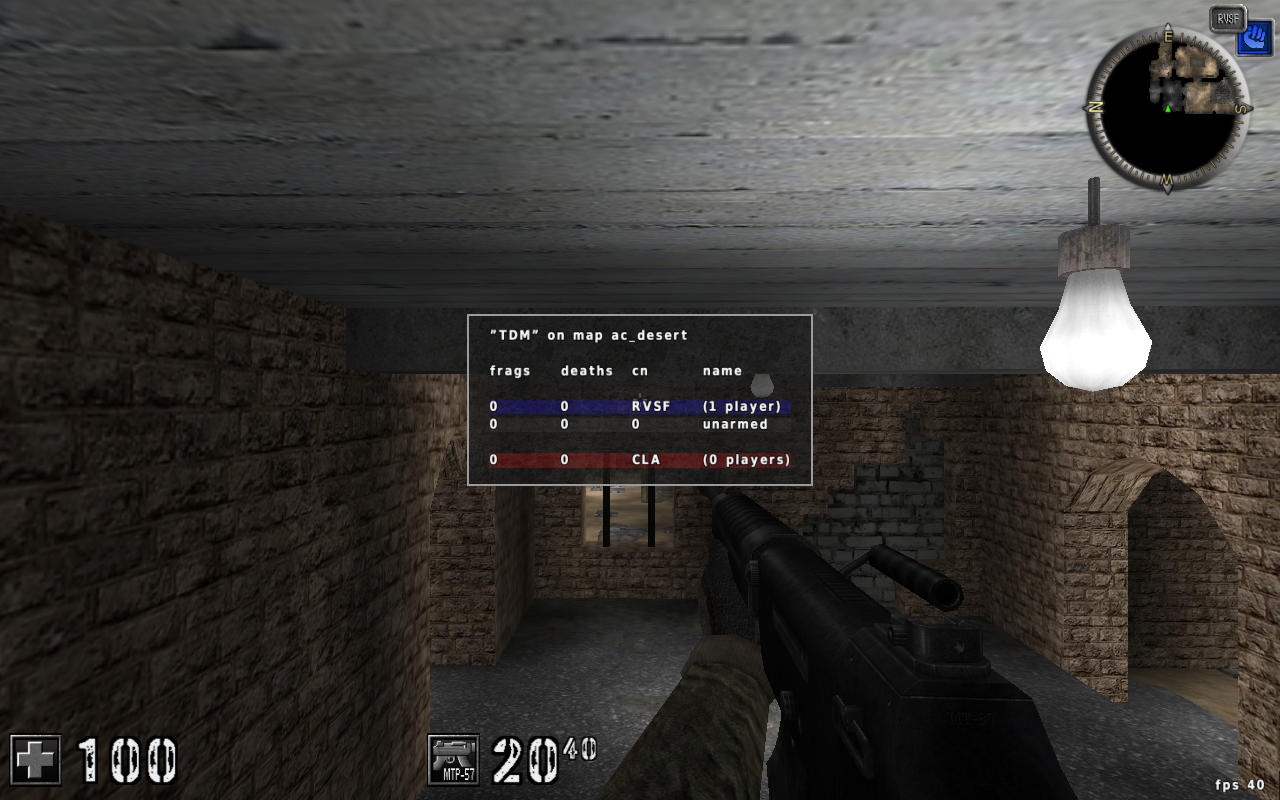 RVSF
E
N
S
W
"TDM" on map ac_desert
frags deaths cn name
0 0 RVSF (1 player)
0 0 0 unarmed
0 0 CLA (0 players)
100
MTP-57
20 40
fps 40